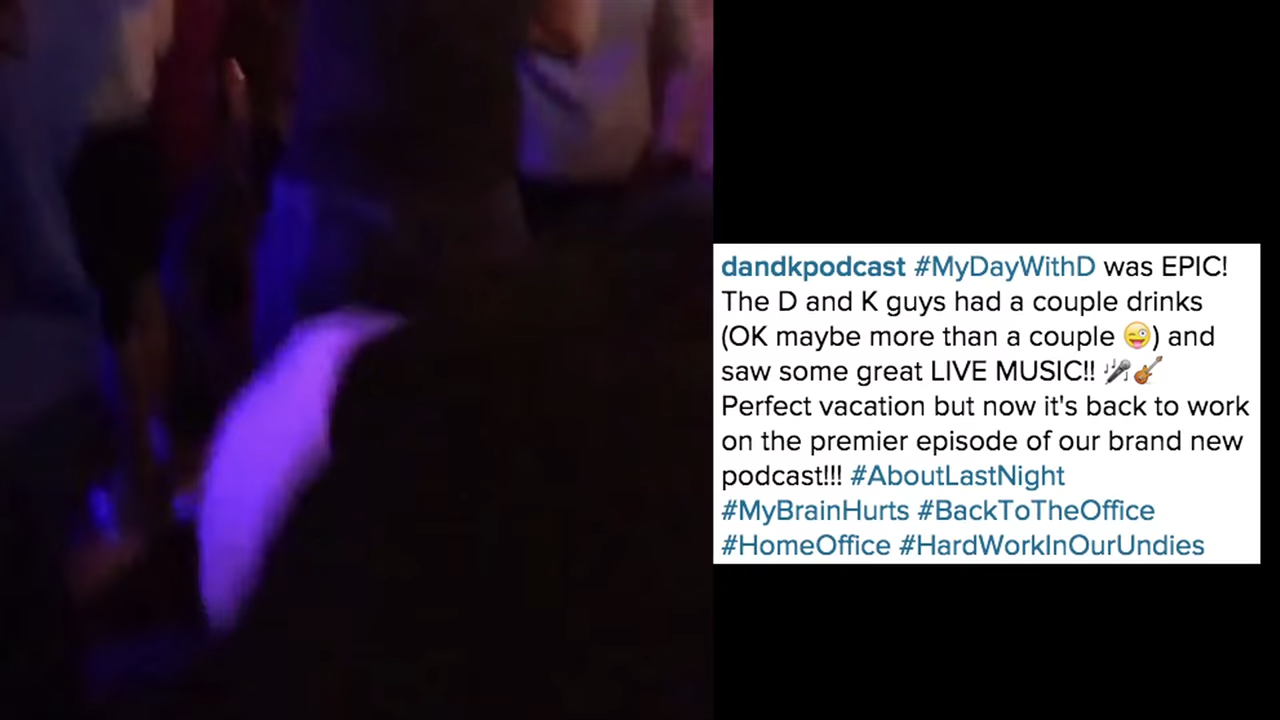 dandkpodcast #MyDayWithD was EPIC!
The D and K guys had a couple drinks
(OK maybe more than a couple 😜) and
saw some great LIVE MUSIC!! 🎤🎸
Perfect vacation but now it's back to work
on the premier episode of our brand new
podcast!!! #AboutLastNight
#MyBrainHurts #BackToTheOffice
#HomeOffice #HardWorkInOurUndies